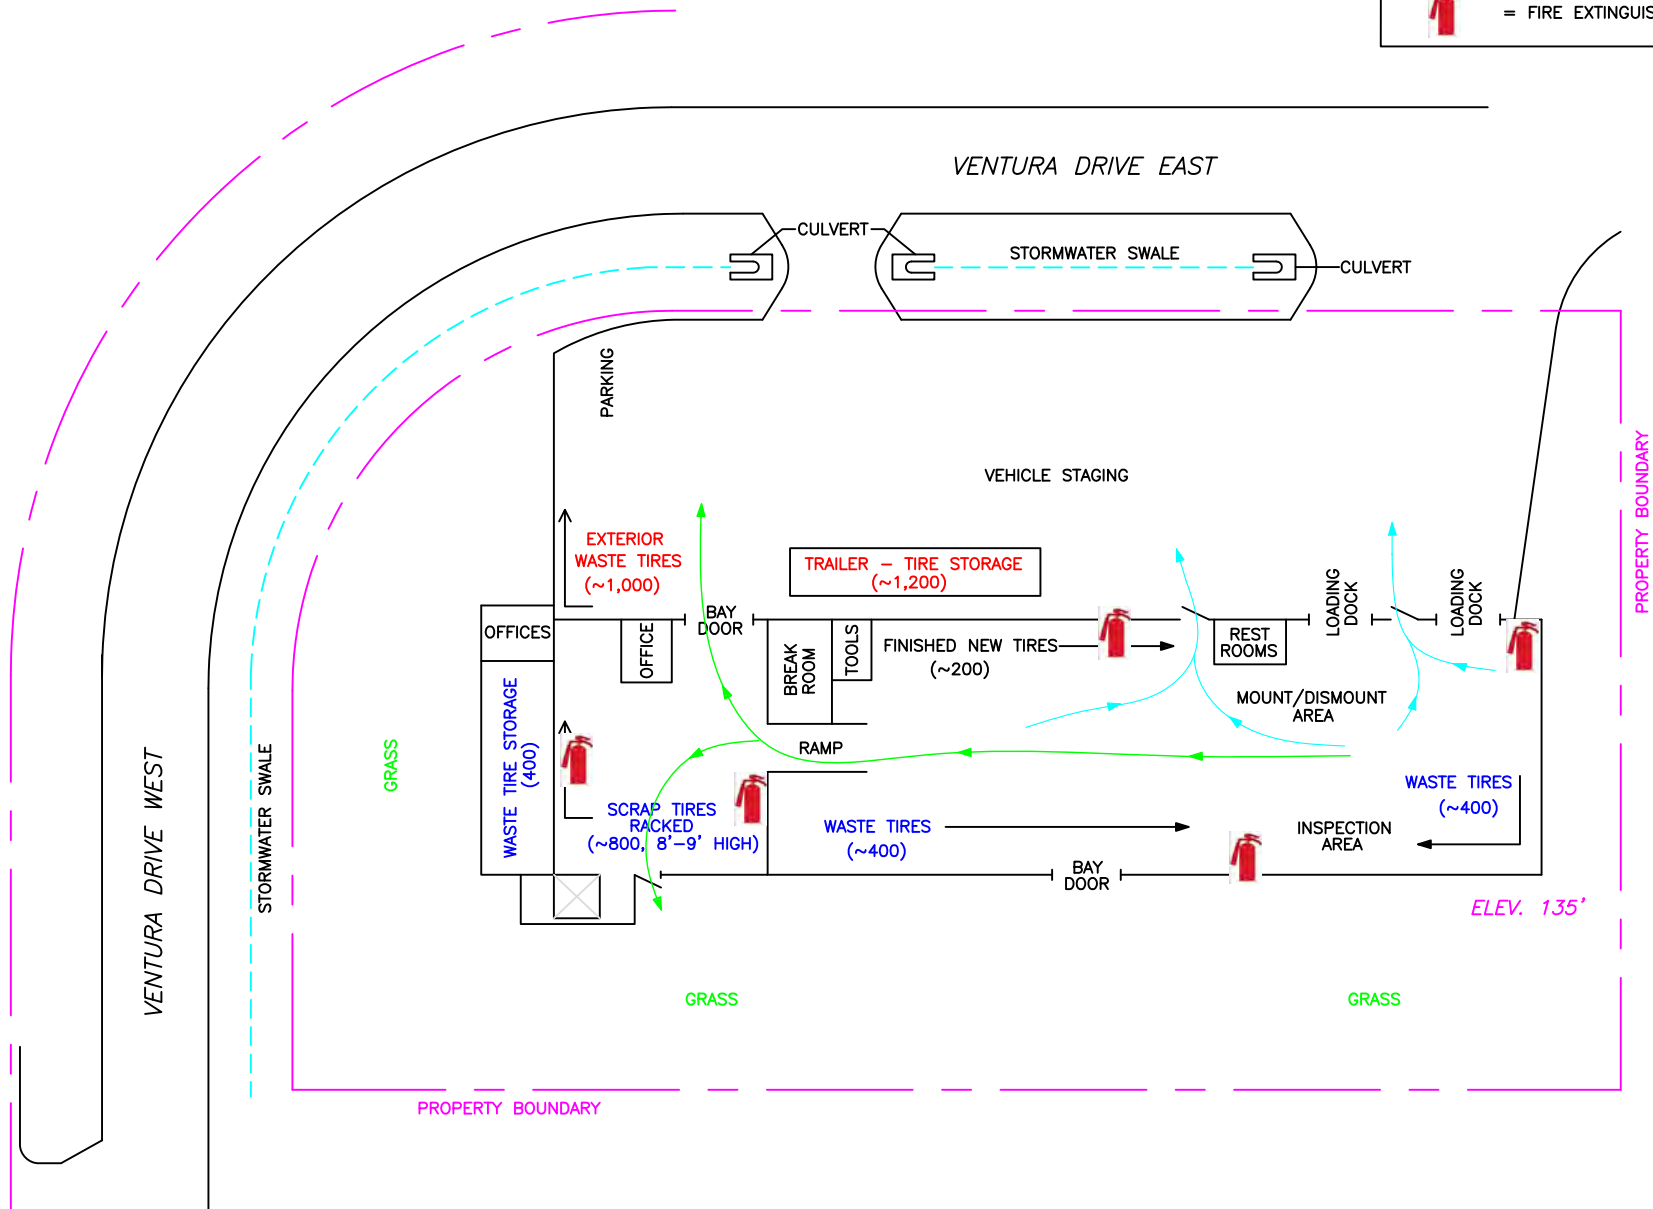 = FIRE EXTINGUIS
VENTURA DRIVE EAST
CULVERT
STORMWATER SWALE
CULVERT
PARKING
VEHICLE STAGING
PROPERTY BOUNDARY
EXTERIOR
WASTE TIRES
(~1,000)
TRAILER – TIRE STORAGE
(~1,200)
LOADING
DOCK
LOADING
DOCK
OFFICES
OFFICE
BAY
DOOR
BREAK
ROOM
TOOLS
FINISHED NEW TIRES
(~200)
REST
ROOMS
MOUNT/DISMOUNT
AREA
WASTE TIRE STORAGE
(400)
RAMP
GRASS
STORMWATER SWALE
VENTURA DRIVE WEST
SCRAP TIRES
RACKED
(~800, 8'–9' HIGH)
WASTE TIRES
(~400)
INSPECTION
AREA
WASTE TIRES
(~400)
BAY
DOOR
ELEV. 135'
GRASS
GRASS
PROPERTY BOUNDARY